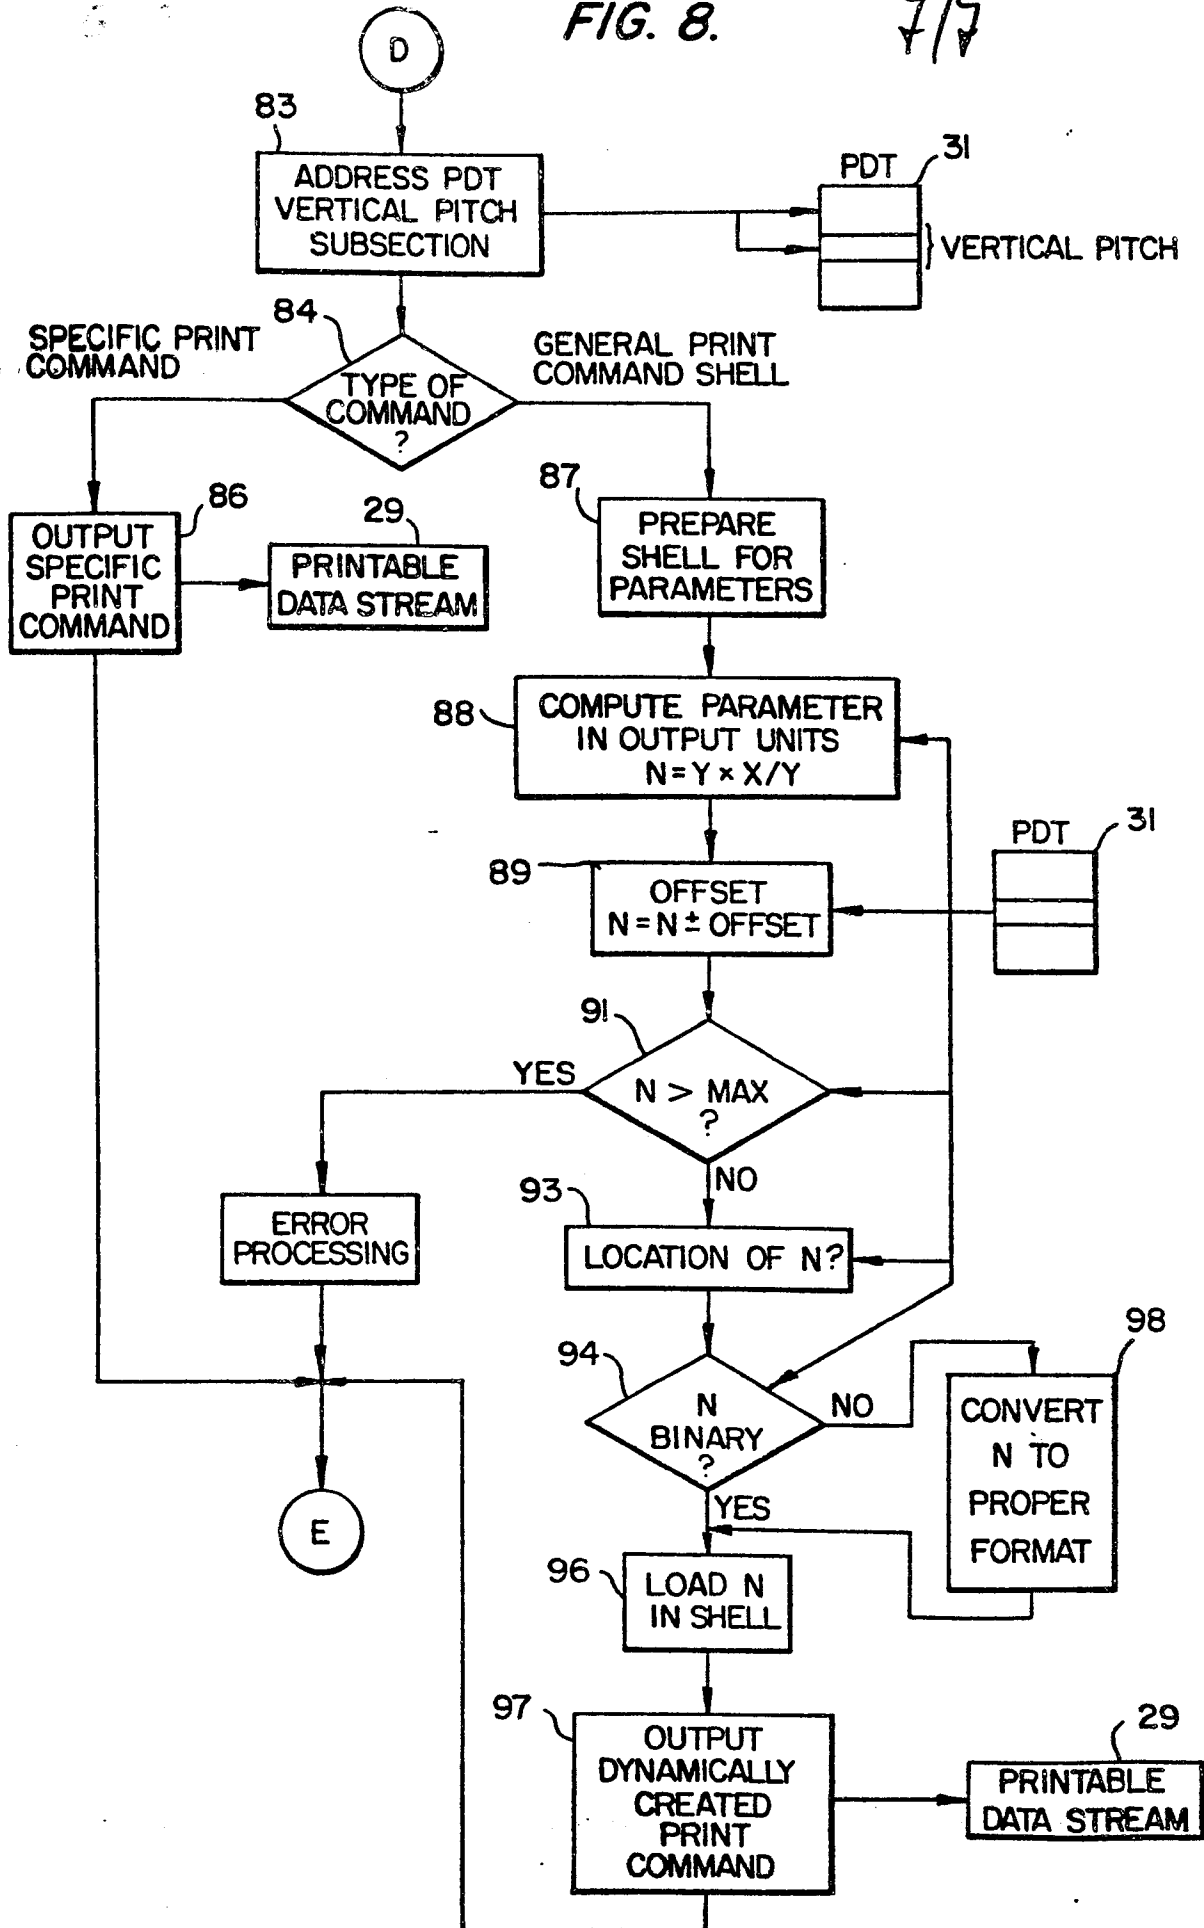 FIG. 8.
7/7
D
83
ADDRESS PDT
VERTICAL PITCH
SUBSECTION
PDT
31
VERTICAL PITCH
84
SPECIFIC PRINT
COMMAND
GENERAL PRINT
COMMAND SHELL
TYPE OF
COMMAND
?
86
OUTPUT
SPECIFIC
PRINT
COMMAND
29
PRINTABLE
DATA STREAM
87
PREPARE
SHELL FOR
PARAMETERS
88
COMPUTE PARAMETER
IN OUTPUT UNITS
N = Y × X/Y
PDT
31
89
OFFSET
N = N ± OFFSET
91
YES
N > MAX
?
NO
ERROR
PROCESSING
93
LOCATION OF N?
94
N
BINARY
?
NO
YES
98
CONVERT
N TO
PROPER
FORMAT
E
96
LOAD N
IN SHELL
97
OUTPUT
DYNAMICALLY
CREATED
PRINT
COMMAND
29
PRINTABLE
DATA STREAM